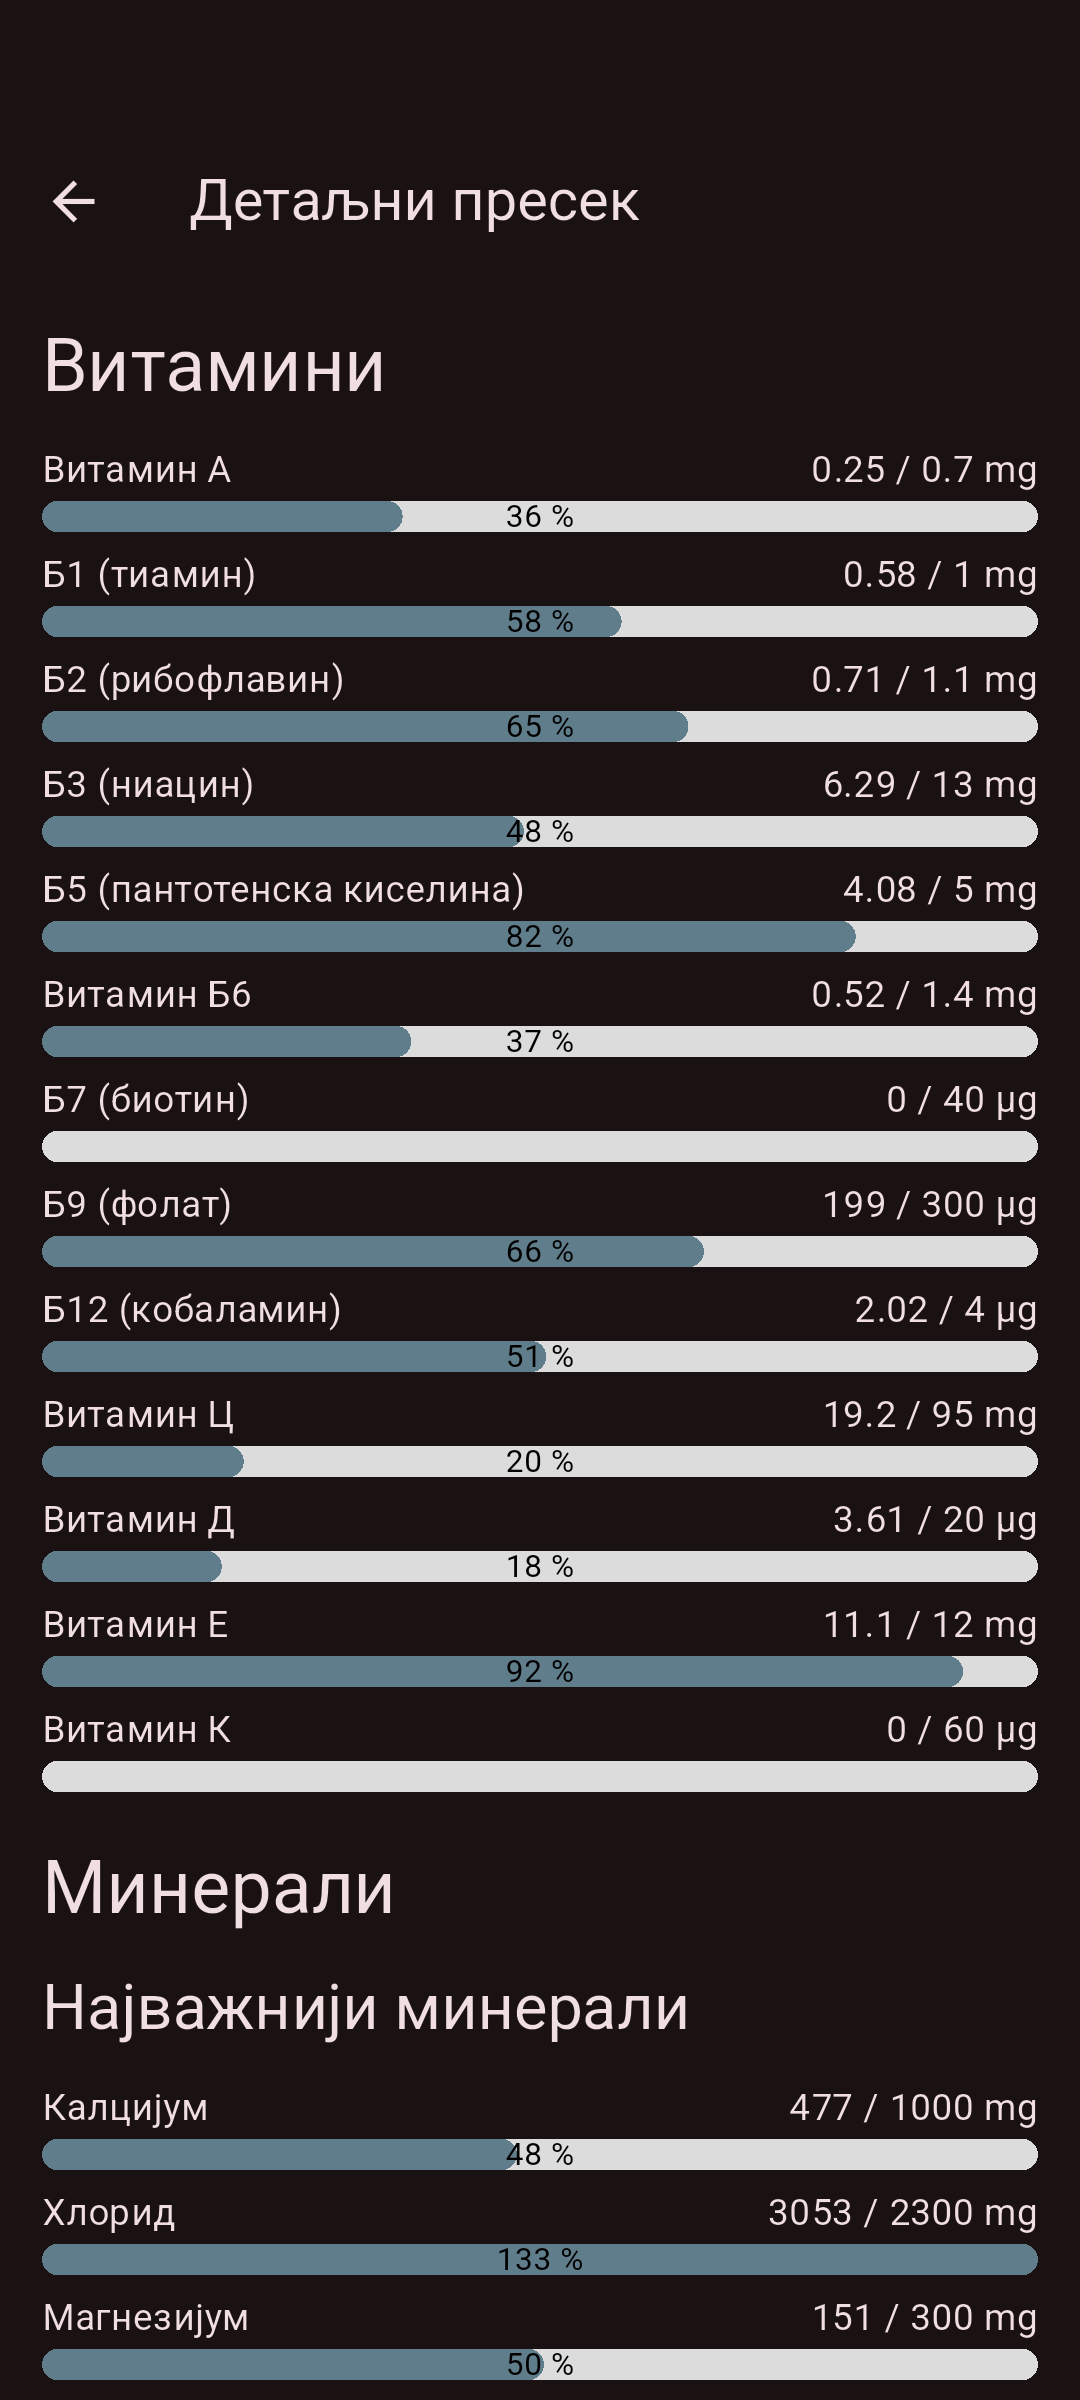 Детаљни пресек
Витамини
Витамин А 0.25 / 0.7 mg
36 %
Б1 (тиамин) 0.58 / 1 mg
58 %
Б2 (рибофлавин) 0.71 / 1.1 mg
65 %
Б3 (ниацин) 6.29 / 13 mg
48 %
Б5 (пантотенска киселина) 4.08 / 5 mg
82 %
Витамин Б6 0.52 / 1.4 mg
37 %
Б7 (биотин) 0 / 40 µg
Б9 (фолат) 199 / 300 µg
66 %
Б12 (кобаламин) 2.02 / 4 µg
51 %
Витамин Ц 19.2 / 95 mg
20 %
Витамин Д 3.61 / 20 µg
18 %
Витамин Е 11.1 / 12 mg
92 %
Витамин К 0 / 60 µg
Минерали
Најважнији минерали
Калцијум 477 / 1000 mg
48 %
Хлорид 3053 / 2300 mg
133 %
Магнезијум 151 / 300 mg
50 %